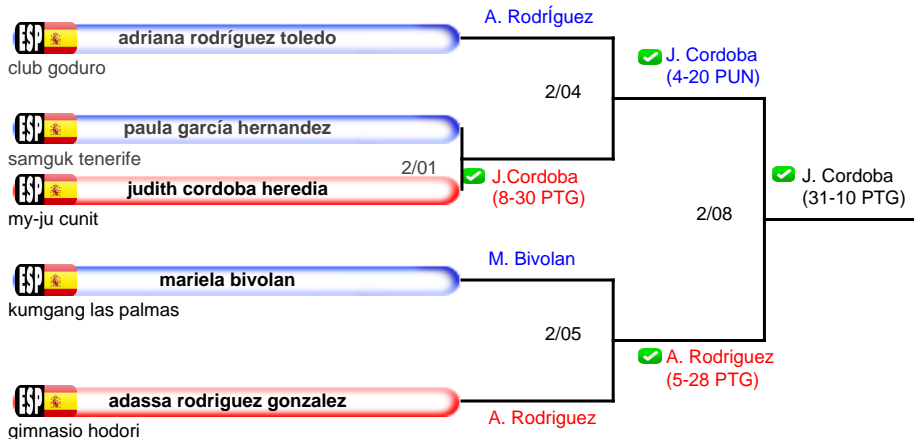 A. RodrÍguez
ESP adriana rodríguez toledo
club goduro
J. Cordoba
(4-20 PUN)
2/04
ESP paula garcía hernandez
samguk tenerife
2/01
J.Cordoba
(8-30 PTG)
ESP judith cordoba heredia
my-ju cunit
J. Cordoba
(31-10 PTG)
2/08
M. Bivolan
ESP mariela bivolan
kumgang las palmas
2/05
A. Rodriguez
(5-28 PTG)
ESP adassa rodriguez gonzalez
A. Rodriguez
gimnasio hodori